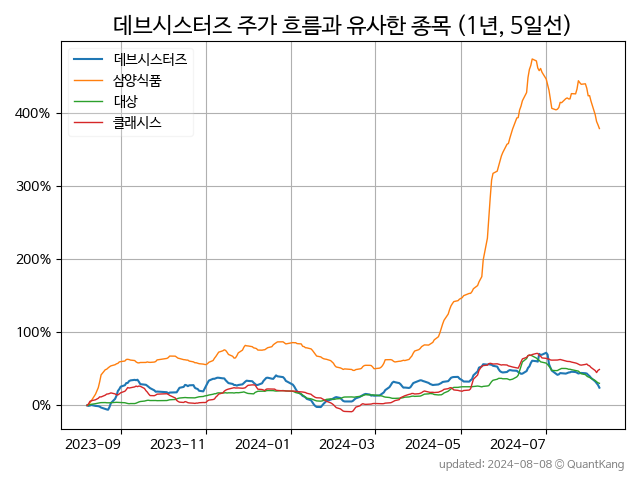 데브시스터즈 주가 흐름과 유사한 종목 (1년, 5일선)
데브시스터즈
삼양식품
대상
클래시스
400%
300%
200%
100%
0%
2023-09 2023-11 2024-01 2024-03 2024-05 2024-07
updated: 2024-08-08 © QuantKang